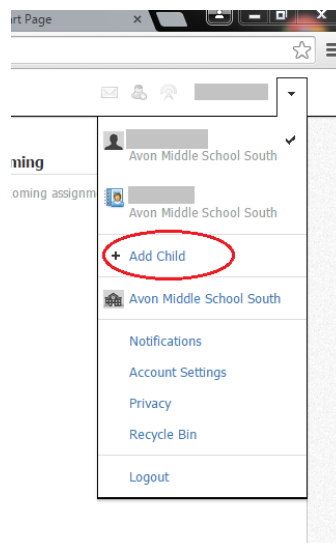 rt Page
ming
oming assignm
Avon Middle School South
Avon Middle School South
+ Add Child
Avon Middle School South
Notifications
Account Settings
Privacy
Recycle Bin
Logout